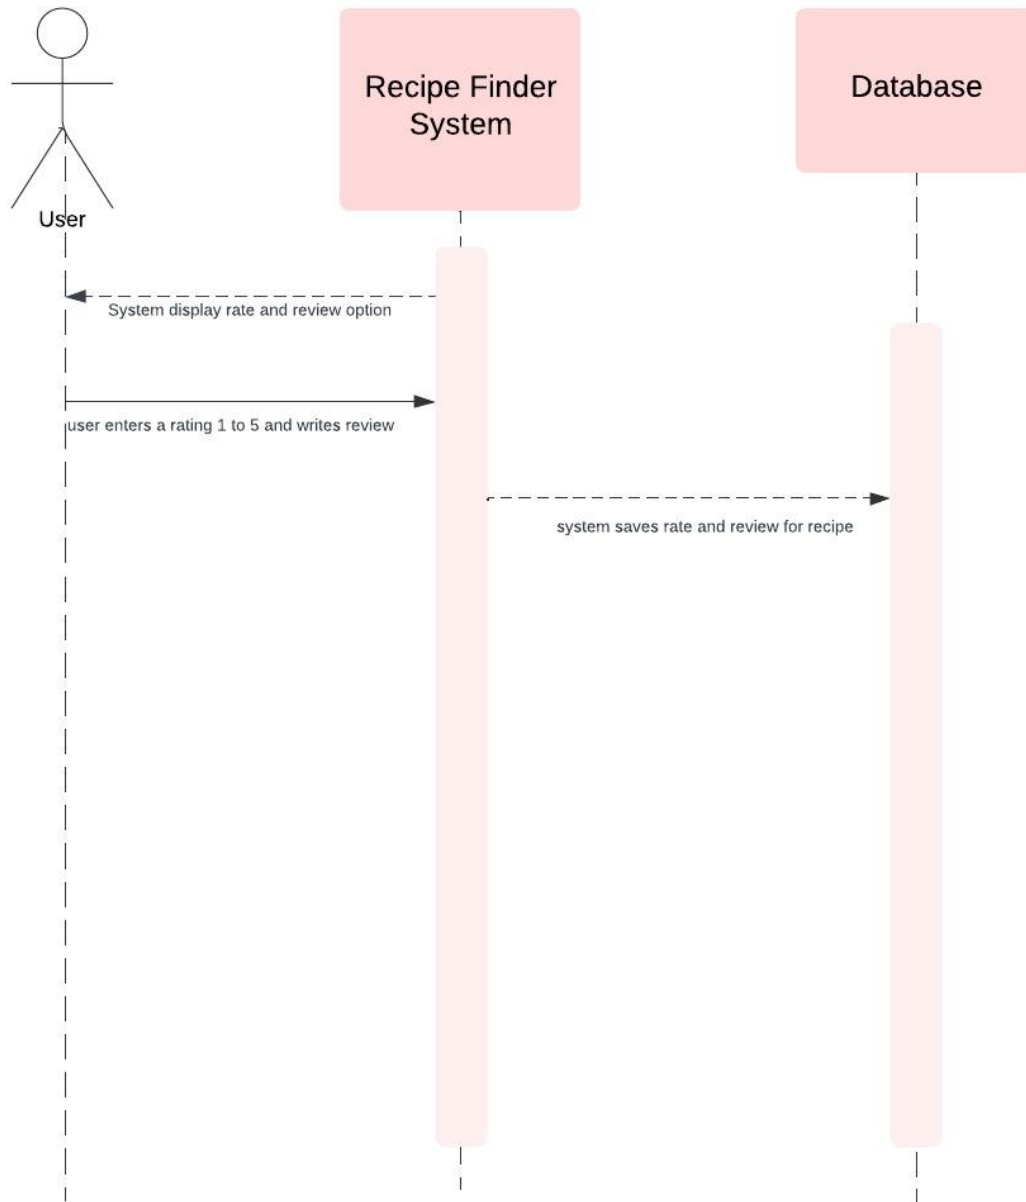 Recipe Finder
System
Database
User
System display rate and review option
user enters a rating 1 to 5 and writes review
system saves rate and review for recipe